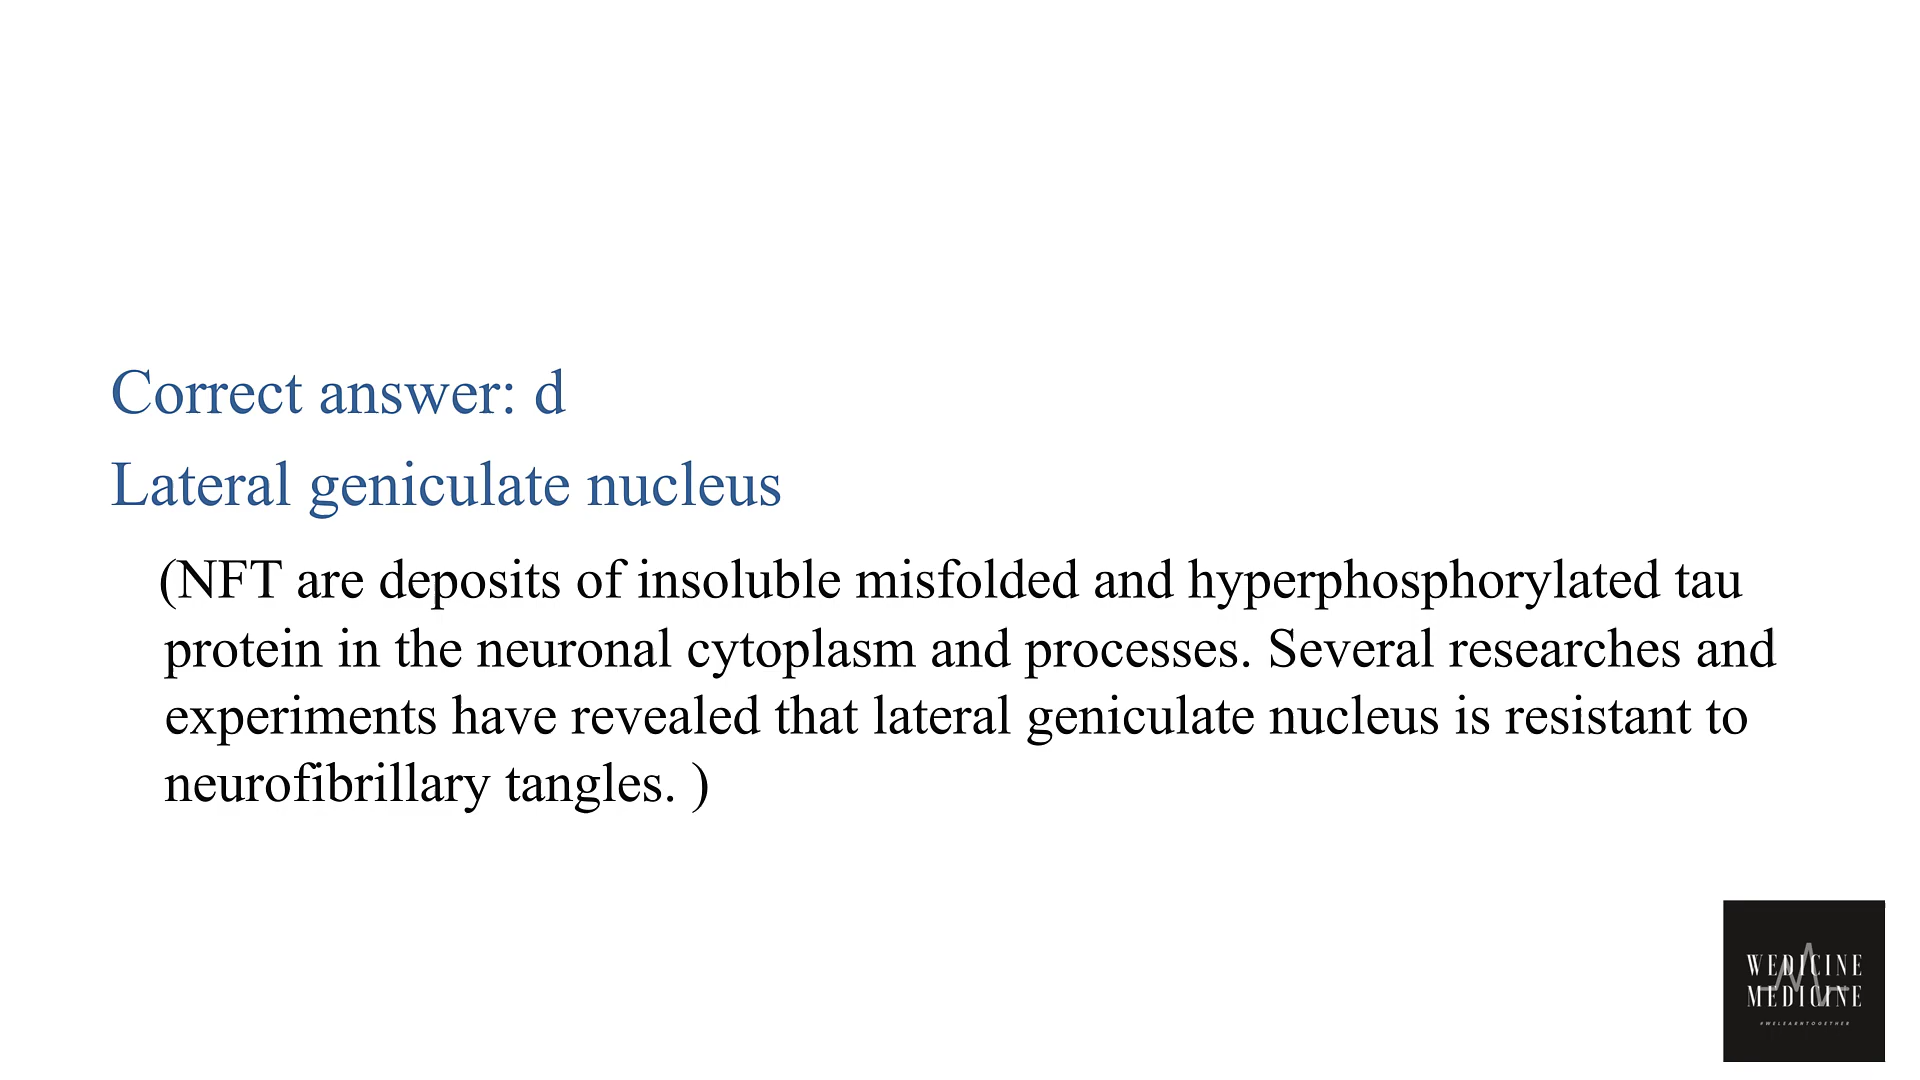 Correct answer: d
Lateral geniculate nucleus
(NFT are deposits of insoluble misfolded and hyperphosphorylated tau
protein in the neuronal cytoplasm and processes. Several researches and
experiments have revealed that lateral geniculate nucleus is resistant to
neurofibrillary tangles. )
WEDICINE
MEDICINE
#WELEARNTOGETHER